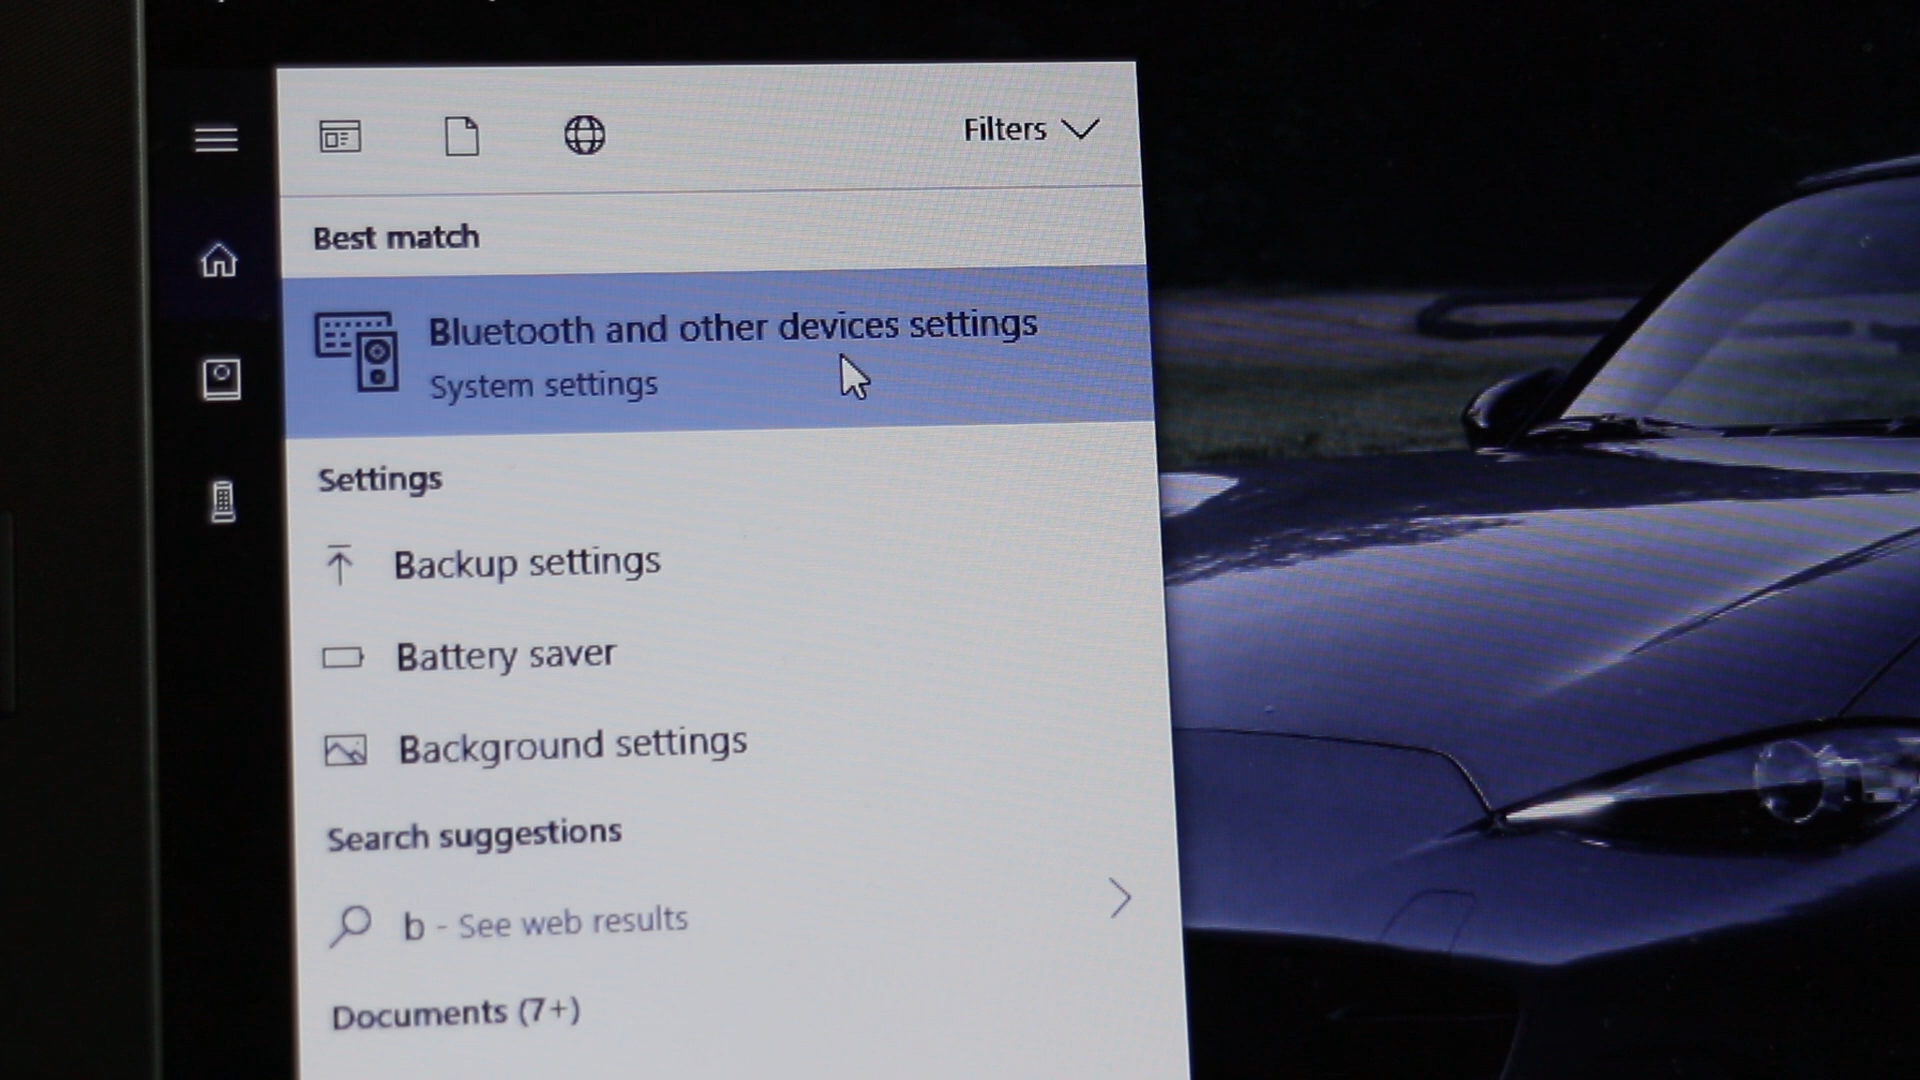 Filters
Best match
Bluetooth and other devices settings
System settings
Settings
Backup settings
Battery saver
Background settings
Search suggestions
b - See web results
Documents (7+)